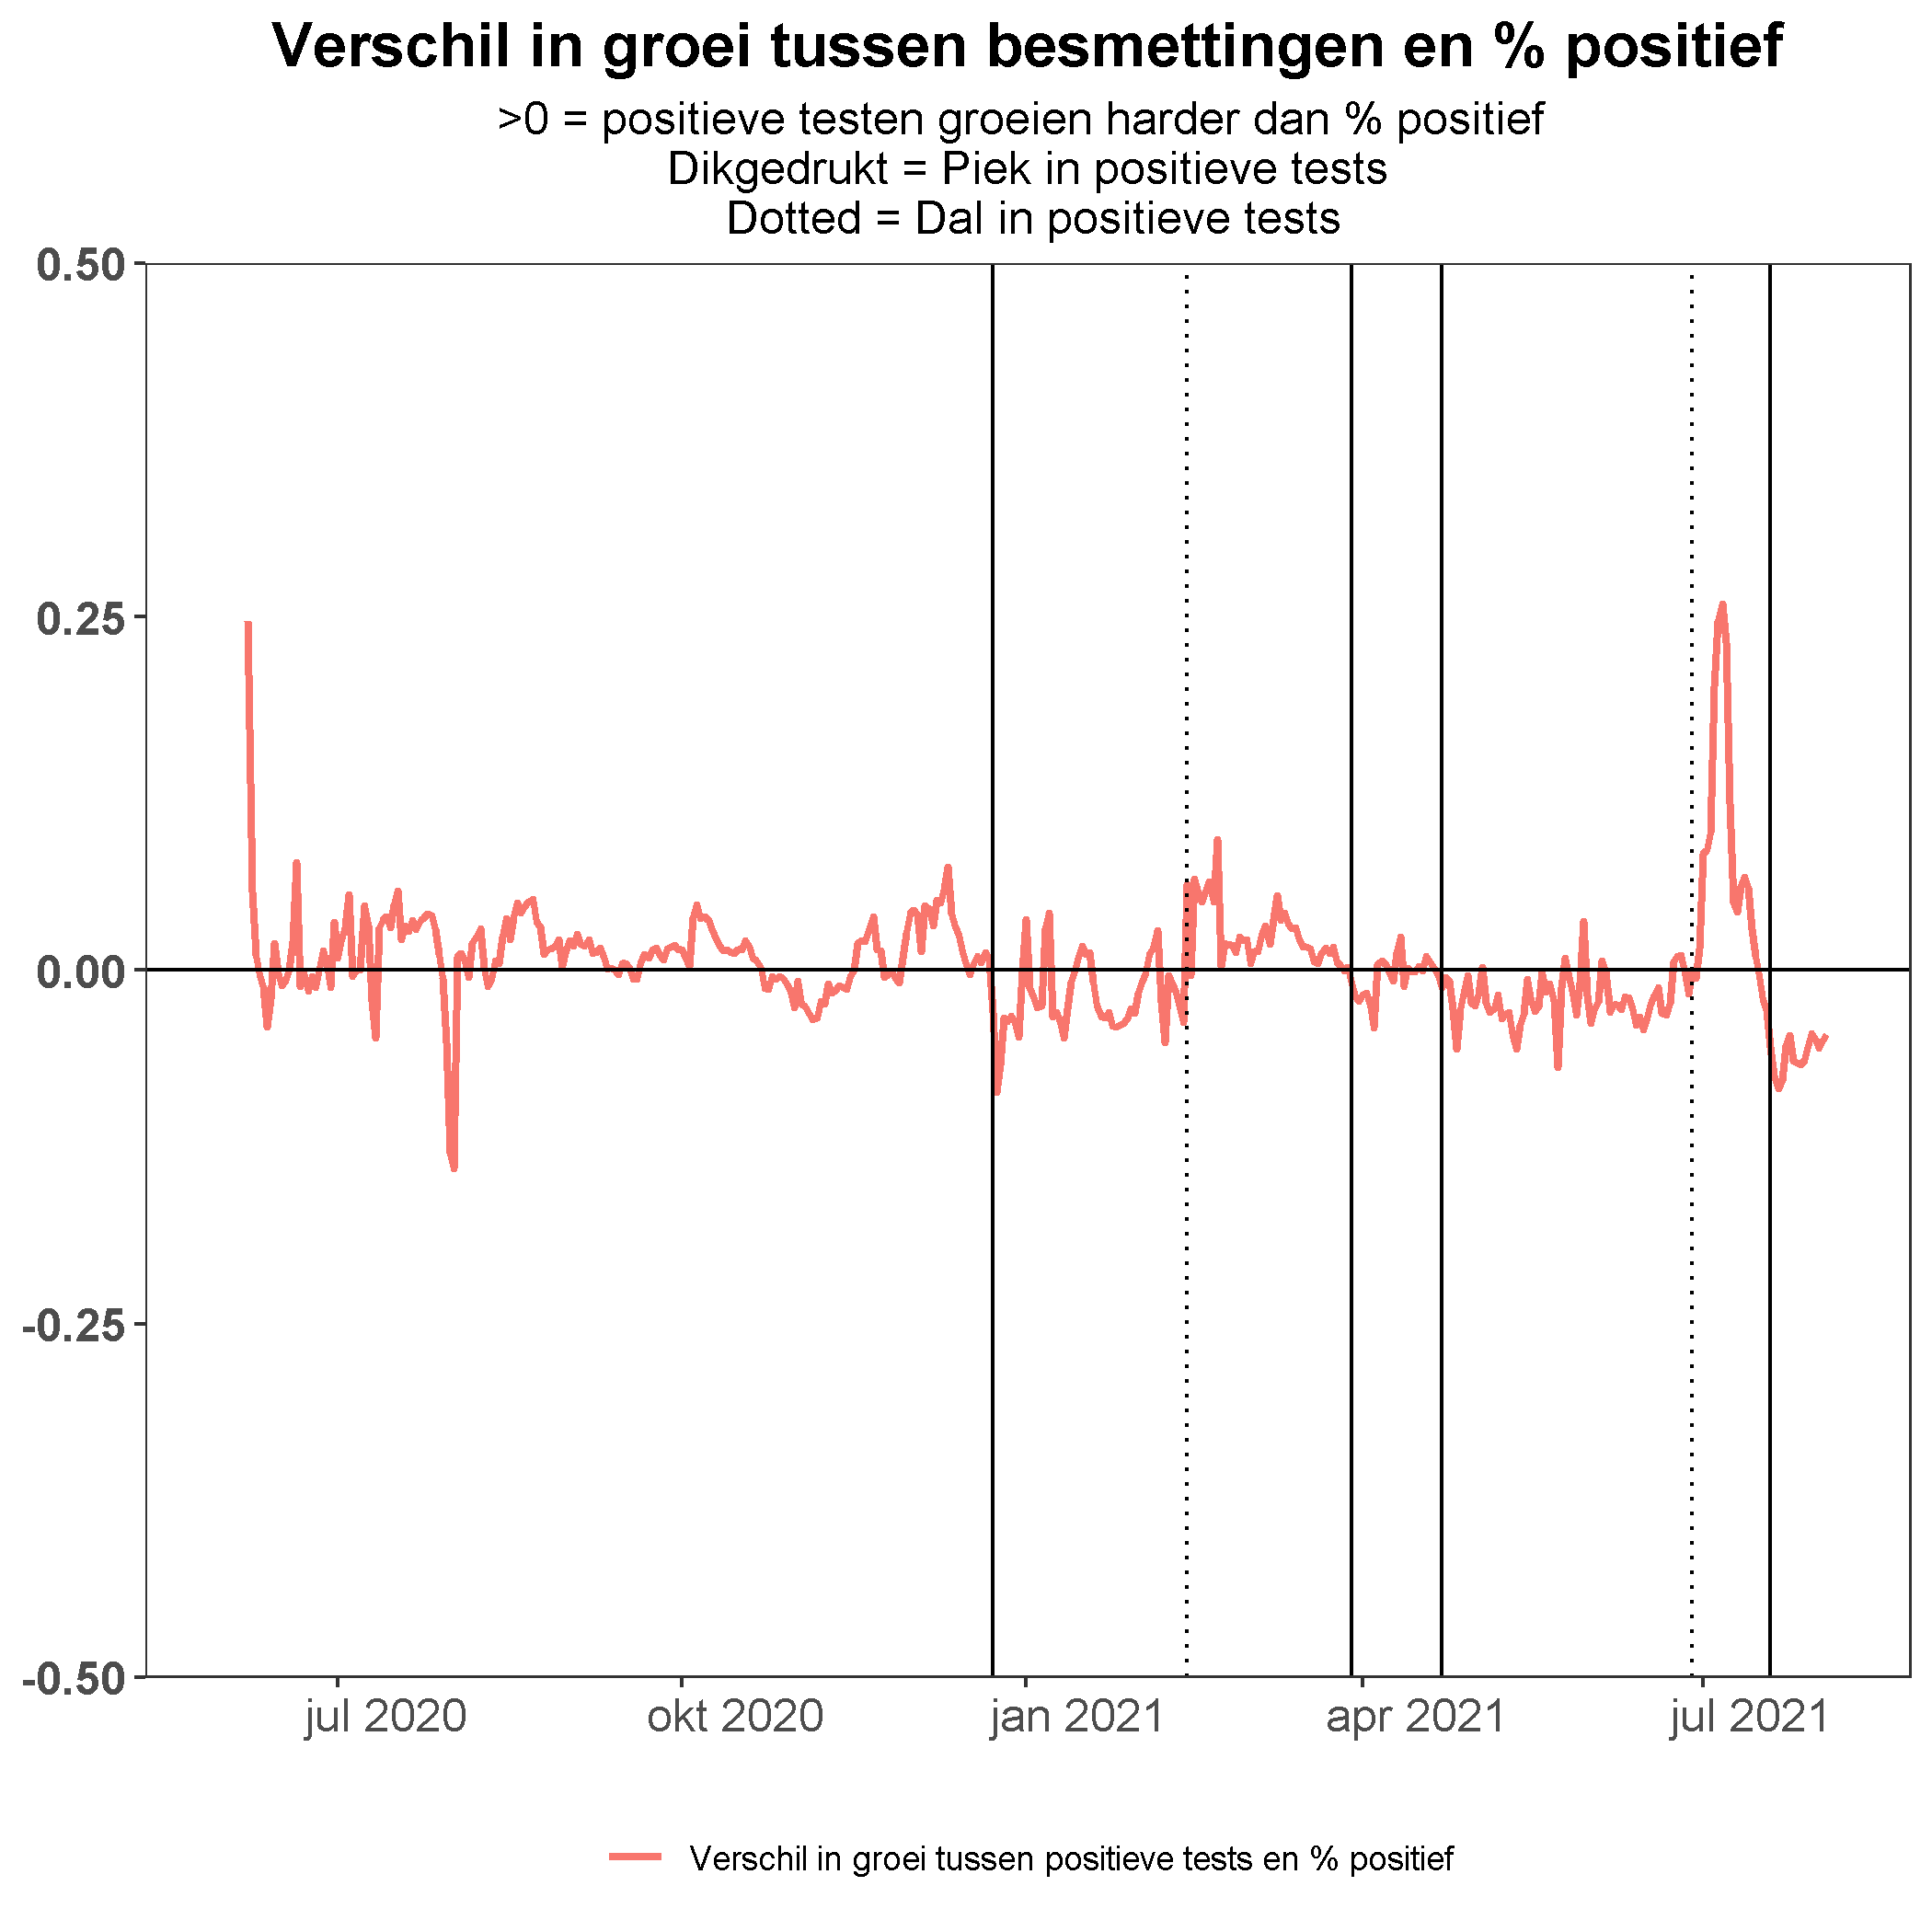 Verschil in groei tussen besmettingen en % positief
>0 = positieve testen groeien harder dan % positief
Dikgedrukt = Piek in positieve tests
Dotted = Dal in positieve tests
0.50
0.25
0.00
-0.25
-0.50
jul 2020 okt 2020 jan 2021 apr 2021 jul 2021
Verschil in groei tussen positieve tests en % positief